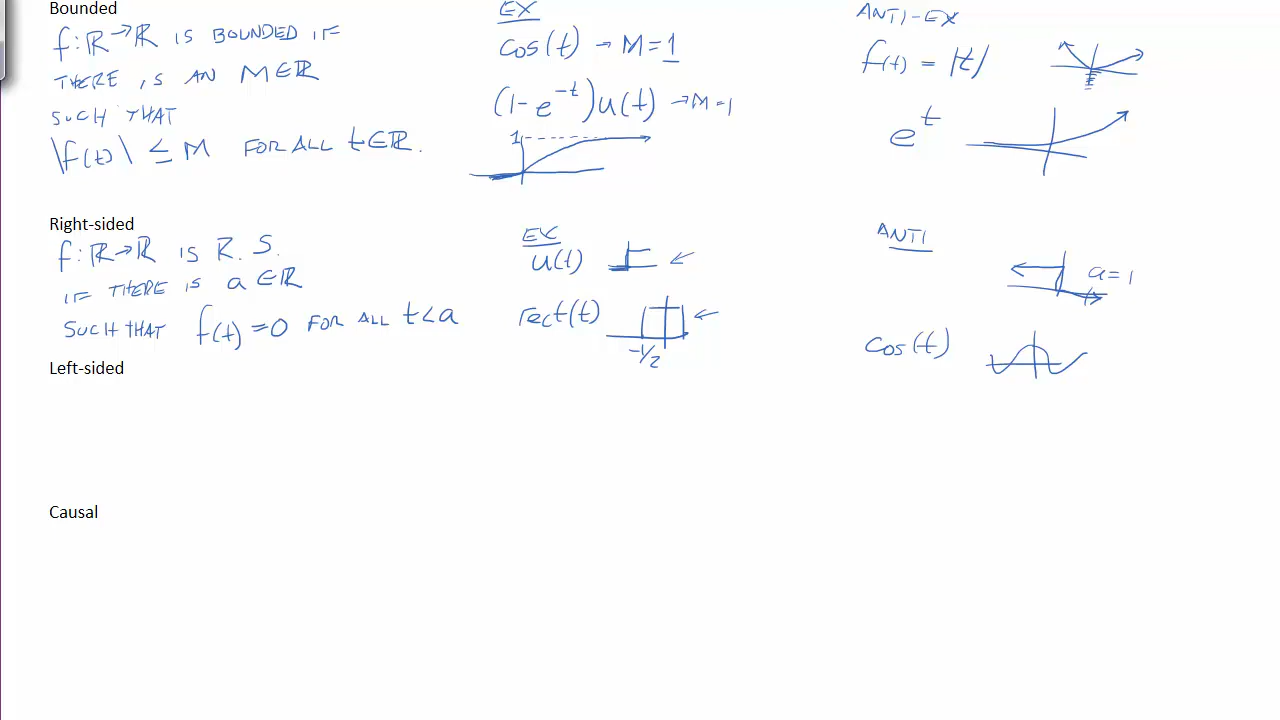 Bounded
f: ℝ→ℝ IS BOUNDED IF
THERE IS AN M∈ℝ
SUCH THAT
|f(t)| ≤ M FOR ALL t∈ℝ.
EX
cos(t) → M=1
(1-e^-t)u(t) → M=1
1
ANTI-EX
f(t) = |t|
e^t
Right-sided
f: ℝ→ℝ IS R.S.
IF THERE IS a∈ℝ
SUCH THAT f(t)=0 FOR ALL t<a
EX
u(t)
rect(t)
-1/2
ANTI
a=1
cos(t)
Left-sided
Causal